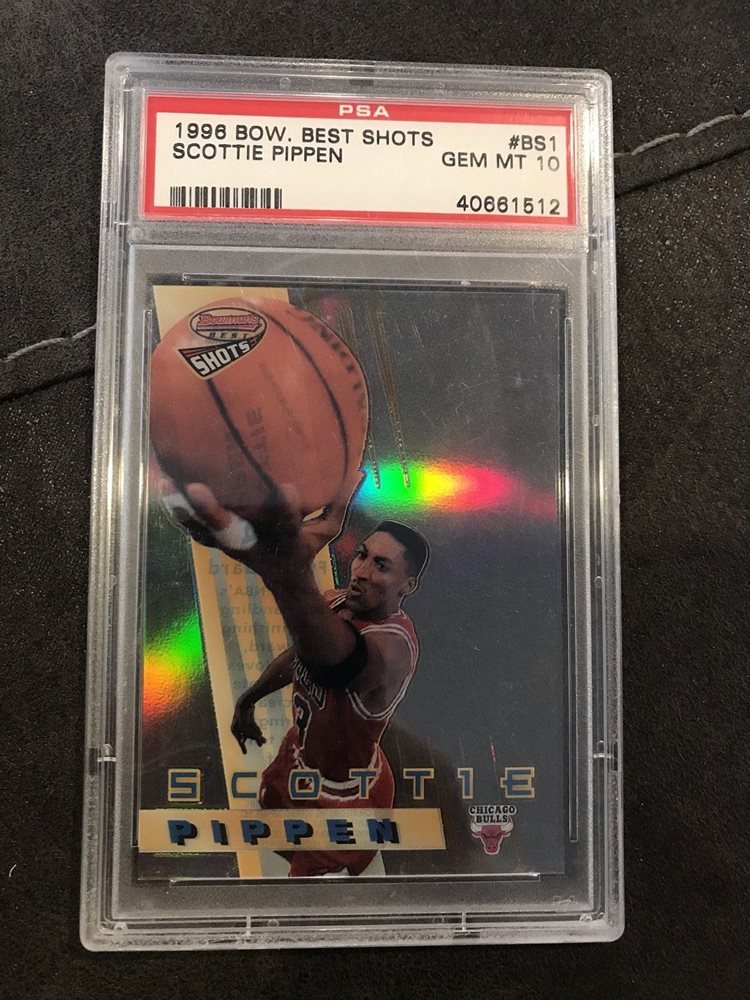 PSA
1996 BOW. BEST SHOTS #BS1
SCOTTIE PIPPEN GEM MT 10
40661512
Bowman's
BEST
SHOTS
SCOTTIE
PIPPEN
CHICAGO
BULLS